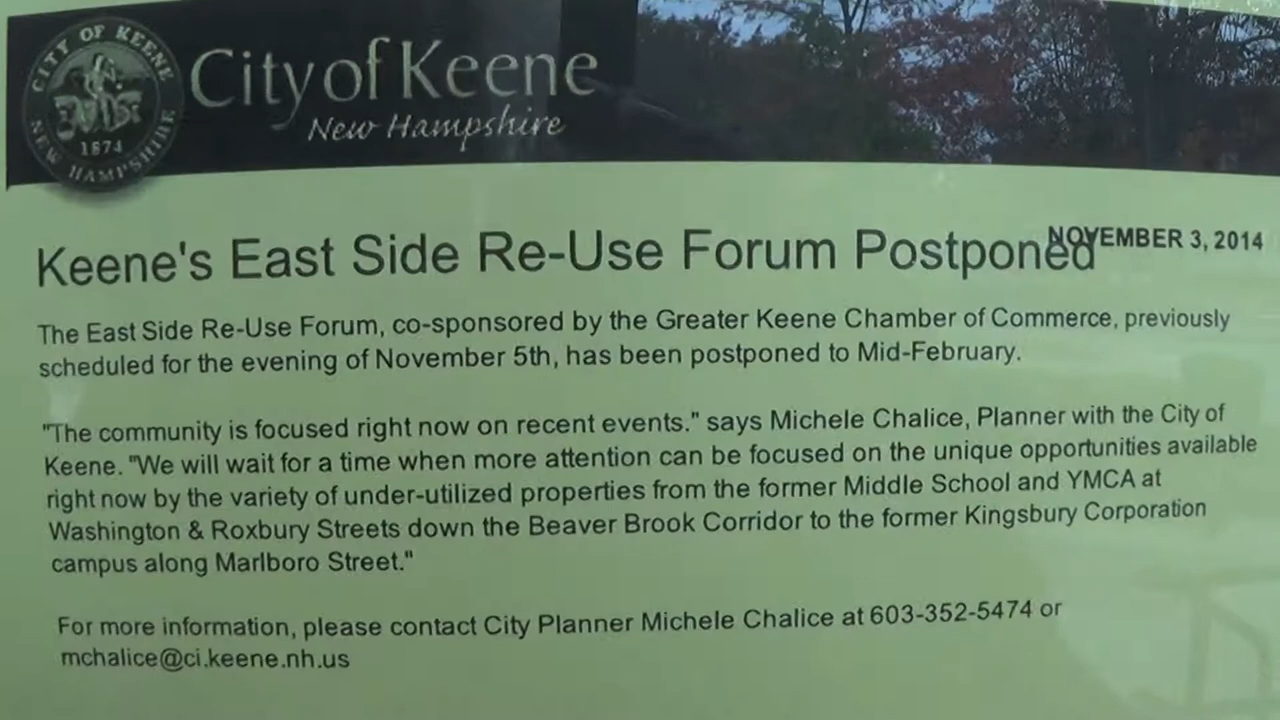 CITY OF KEENE
1874
NEW HAMPSHIRE
City of Keene
New Hampshire
Keene's East Side Re-Use Forum Postponed
NOVEMBER 3, 2014
The East Side Re-Use Forum, co-sponsored by the Greater Keene Chamber of Commerce, previously
scheduled for the evening of November 5th, has been postponed to Mid-February.
"The community is focused right now on recent events." says Michele Chalice, Planner with the City of
Keene. "We will wait for a time when more attention can be focused on the unique opportunities available
right now by the variety of under-utilized properties from the former Middle School and YMCA at
Washington & Roxbury Streets down the Beaver Brook Corridor to the former Kingsbury Corporation
campus along Marlboro Street."
For more information, please contact City Planner Michele Chalice at 603-352-5474 or
mchalice@ci.keene.nh.us